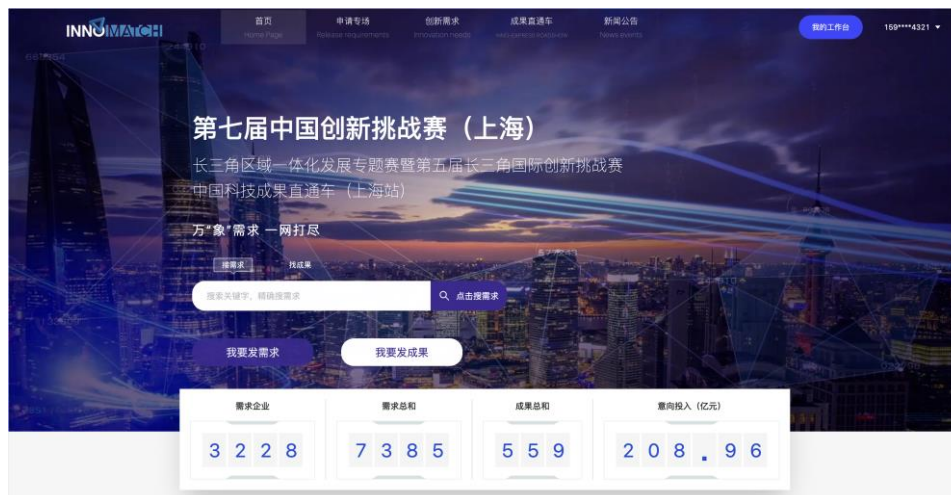 INNOMATCH
首页
Home Page
申请专场
Release requirements
创新需求
Innovation needs
成果直通车
新闻公告
News events
我的工作台
159****4321
第七届中国创新挑战赛（上海）
长三角区域一体化发展专题赛暨第五届长三角国际创新挑战赛
中国科技成果直通车（上海站）
万“象”需求 一网打尽
接需求 找成果
搜索关键字，精确搜需求
点击搜需求
我要发需求 我要发成果
需求企业 需求总和 成果总和 意向投入（亿元）
3228 7385 559 208.96